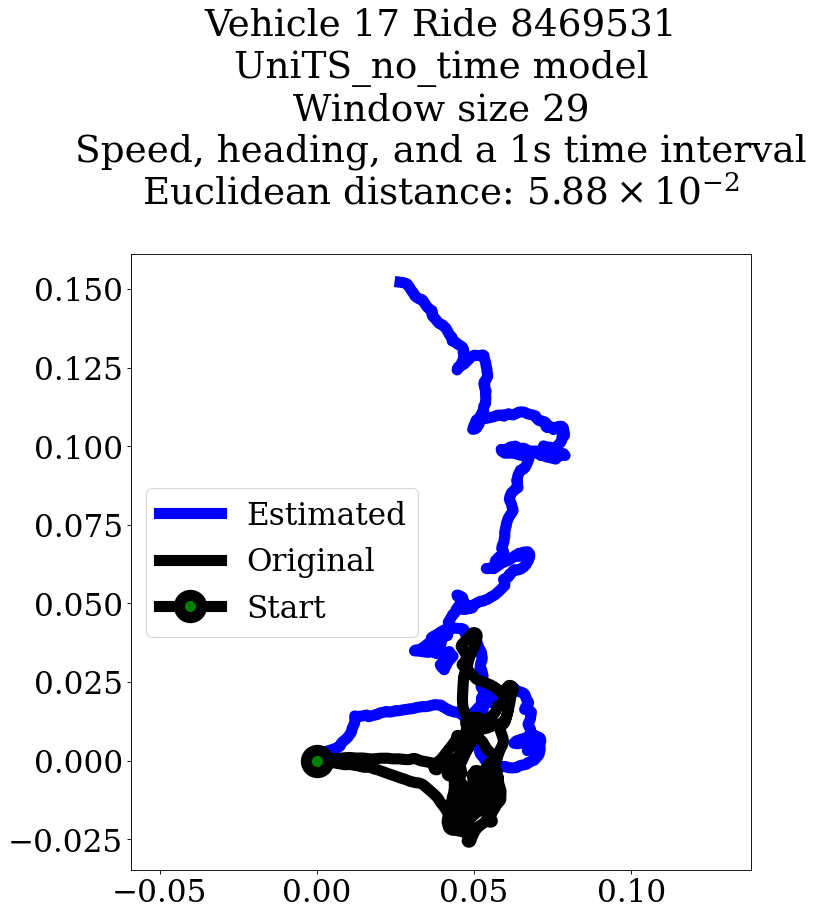 Vehicle 17 Ride 8469531
UniTS_no_time model
Window size 29
Speed, heading, and a 1s time interval
Euclidean distance: 5.88 × 10⁻²
0.150
0.125
0.100
0.075
0.050
0.025
0.000
−0.025
Estimated
Original
Start
−0.05 0.00 0.05 0.10